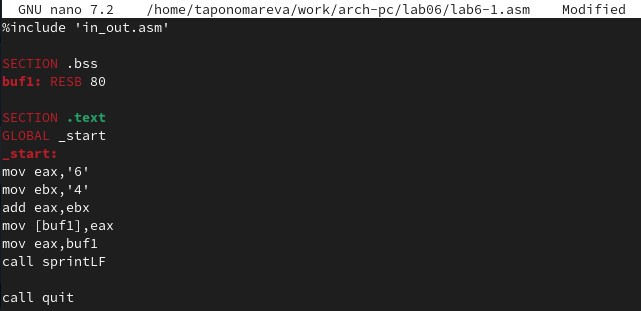 GNU nano 7.2 /home/taponomareva/work/arch-pc/lab06/lab6-1.asm Modified
%include 'in_out.asm'
SECTION .bss
buf1: RESB 80
SECTION .text
GLOBAL _start
_start:
mov eax,'6'
mov ebx,'4'
add eax,ebx
mov [buf1],eax
mov eax,buf1
call sprintLF
call quit